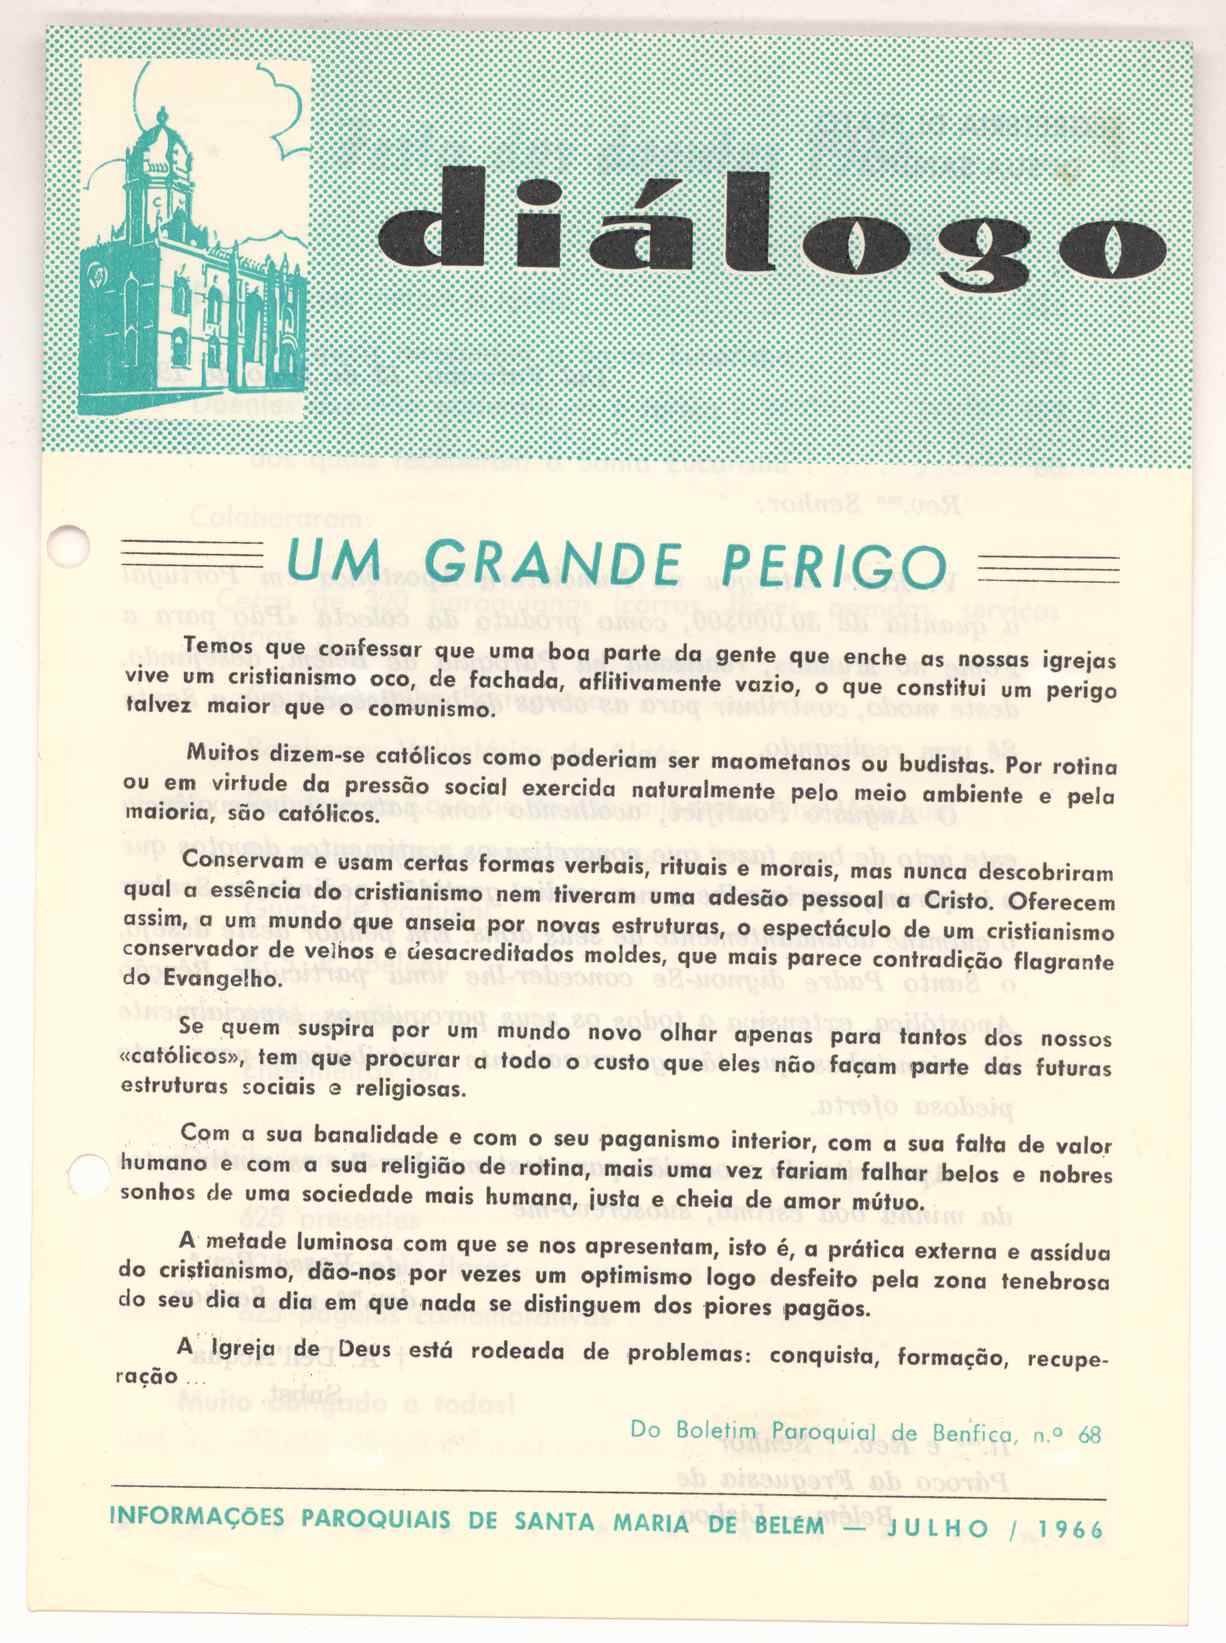 diálogo
UM GRANDE PERIGO
Temos que confessar que uma boa parte da gente que enche as nossas igrejas
vive um cristianismo oco, de fachada, aflitivamente vazio, o que constitui um perigo
talvez maior que o comunismo.
Muitos dizem-se católicos como poderiam ser maometanos ou budistas. Por rotina
ou em virtude da pressão social exercida naturalmente pelo meio ambiente e pela
maioria, são católicos.
Conservam e usam certas formas verbais, rituais e morais, mas nunca descobriram
qual a essência do cristianismo nem tiveram uma adesão pessoal a Cristo. Oferecem
assim, a um mundo que anseia por novas estruturas, o espectáculo de um cristianismo
conservador de velhos e desacreditados moldes, que mais parece contradição flagrante
do Evangelho.
Se quem suspira por um mundo novo olhar apenas para tantos dos nossos
«católicos», tem que procurar a todo o custo que eles não façam parte das futuras
estruturas sociais e religiosas.
Com a sua banalidade e com o seu paganismo interior, com a sua falta de valor
humano e com a sua religião de rotina, mais uma vez fariam falhar belos e nobres
sonhos de uma sociedade mais humana, justa e cheia de amor mútuo.
A metade luminosa com que se nos apresentam, isto é, a prática externa e assídua
do cristianismo, dão-nos por vezes um optimismo logo desfeito pela zona tenebrosa
do seu dia a dia em que nada se distinguem dos piores pagãos.
A Igreja de Deus está rodeada de problemas: conquista, formação, recupe-
ração ...
Do Boletim Paroquial de Benfica, n.º 68
INFORMAÇÕES PAROQUIAIS DE SANTA MARIA DE BELÉM — JULHO / 1966